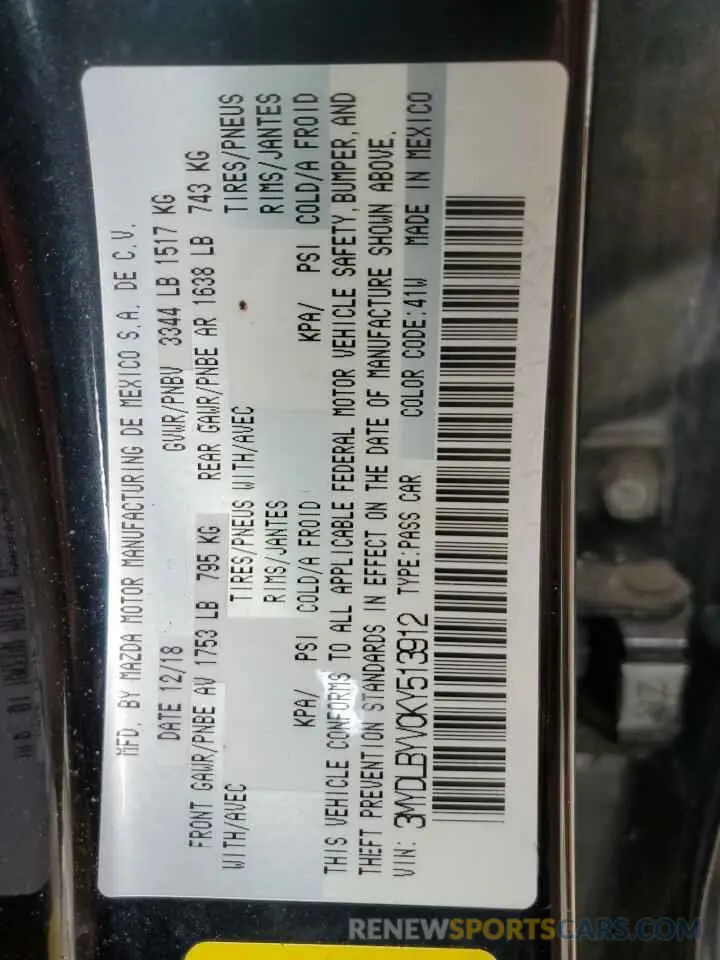 MFD. BY MAZDA MOTOR MANUFACTURING DE MEXICO S.A. DE C.V.
DATE 12/18 GVWR/PNBV 3344 LB 1517 KG
FRONT GAWR/PNBE AV 1753 LB 795 KG REAR GAWR/PNBE AR 1638 LB 743 KG
WITH/AVEC TIRES/PNEUS WITH/AVEC TIRES/PNEUS
RIMS/JANTES RIMS/JANTES
KPA/ PSI COLD/A FROID KPA/ PSI COLD/A FROID
THIS VEHICLE CONFORMS TO ALL APPLICABLE FEDERAL MOTOR VEHICLE SAFETY, BUMPER, AND
THEFT PREVENTION STANDARDS IN EFFECT ON THE DATE OF MANUFACTURE SHOWN ABOVE.
VIN: 3MYDLBYV0KY513912 TYPE:PASS CAR COLOR CODE:41W MADE IN MEXICO
RENEWSPORTSCARS.COM